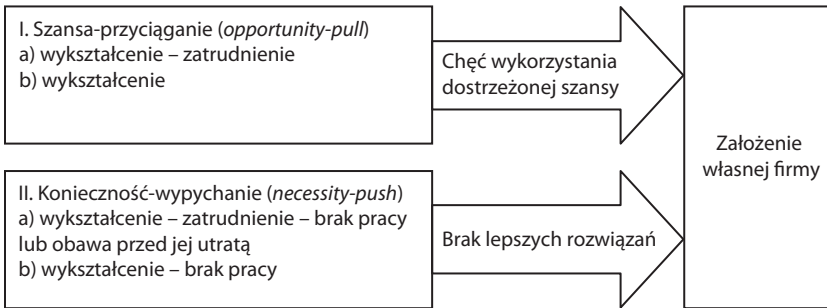 I. Szansa-przyciąganie (opportunity-pull)
a) wykształcenie – zatrudnienie
b) wykształcenie
Chęć wykorzystania
dostrzeżonej szansy
Założenie
własnej firmy
II. Konieczność-wypychanie (necessity-push)
a) wykształcenie – zatrudnienie – brak pracy
lub obawa przed jej utratą
b) wykształcenie – brak pracy
Brak lepszych rozwiązań